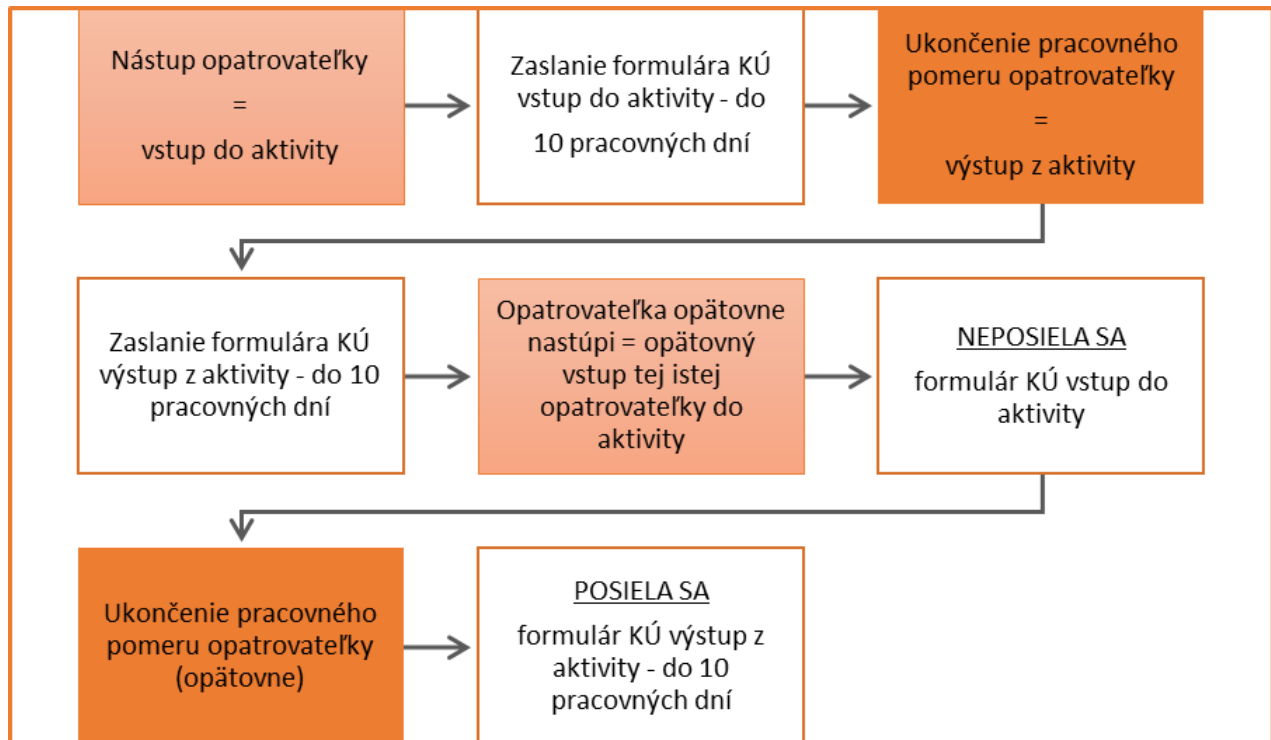 Nástup opatrovateľky
=
vstup do aktivity
Zaslanie formulára KÚ
vstup do aktivity - do
10 pracovných dní
Ukončenie pracovného
pomeru opatrovateľky
=
výstup z aktivity
Zaslanie formulára KÚ
výstup z aktivity - do 10
pracovných dní
Opatrovateľka opätovne
nastúpi = opätovný
vstup tej istej
opatrovateľky do
aktivity
NEPOSIELA SA
formulár KÚ vstup do
aktivity
Ukončenie pracovného
pomeru opatrovateľky
(opätovne)
POSIELA SA
formulár KÚ výstup z
aktivity - do 10
pracovných dní